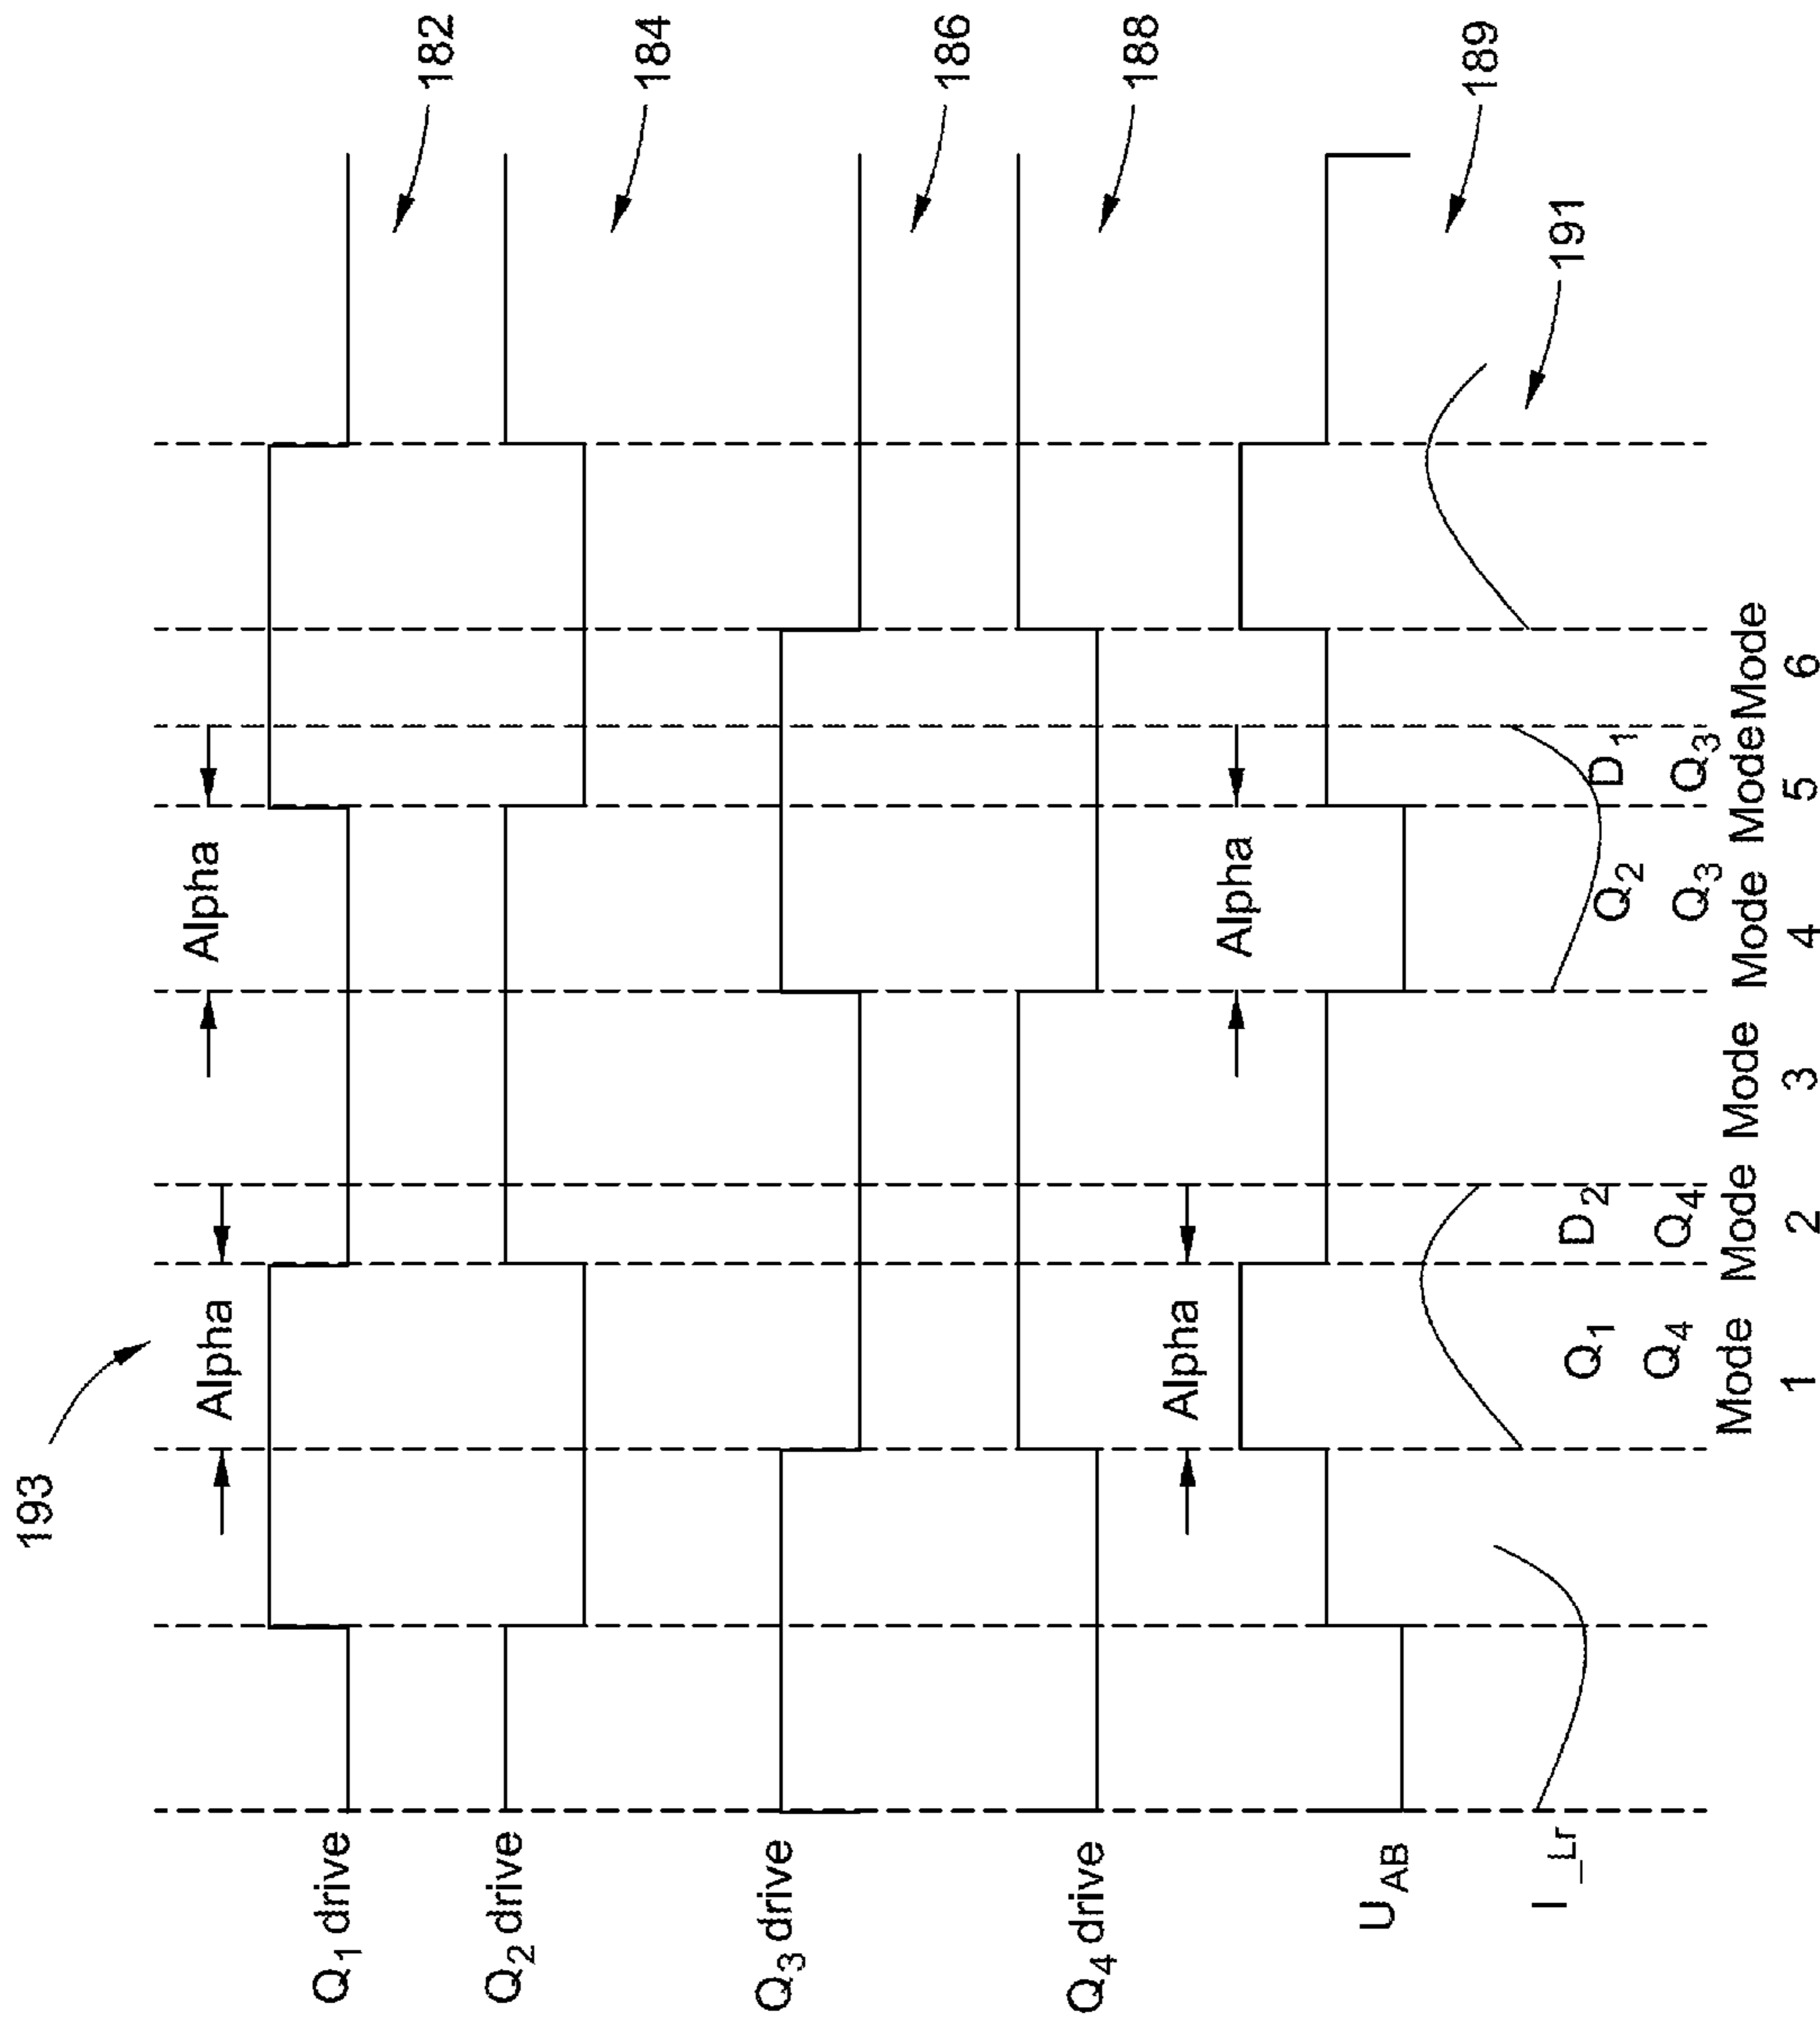 193
182
184
186
188
189
191
Q1 drive
Q2 drive
Q3 drive
Q4 drive
UAB
I_Lr
Alpha
Alpha
Alpha
Alpha
Q1
Q4
D2
Q4
Q2
Q3
D1
Q3
Mode 1
Mode 2
Mode 3
Mode 4
Mode 5
Mode 6